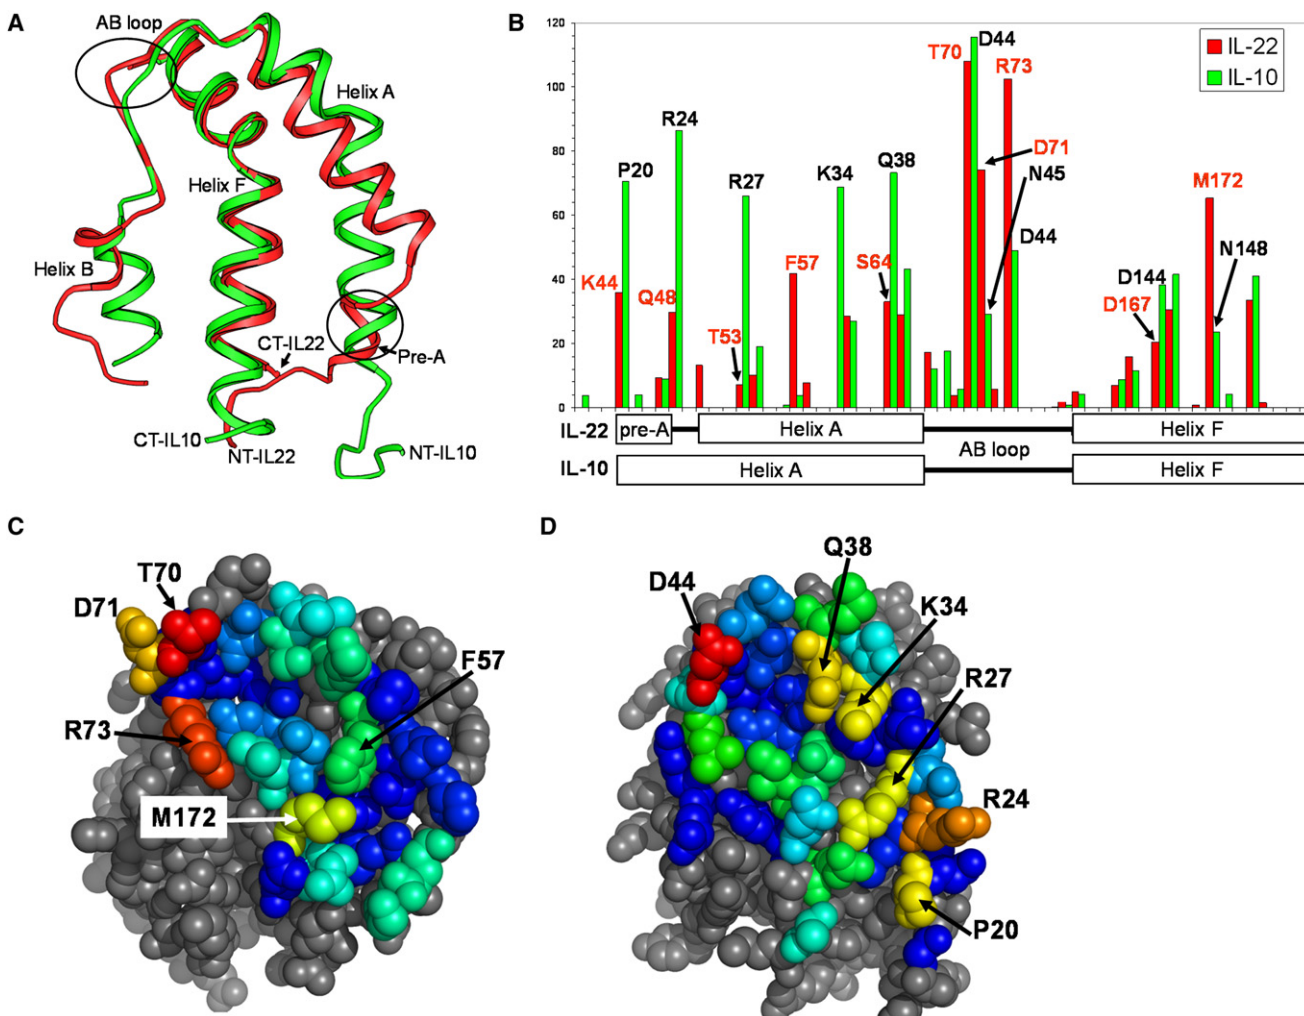 A
AB loop
Helix A
Helix F
Helix B
CT-IL22
Pre-A
CT-IL10
NT-IL22
NT-IL10
B
120
100
80
60
40
20
0
IL-22
IL-10
K44
P20
Q48
R24
T53
R27
F57
K34
S64
Q38
T70
D44
R73
D71
N45
D44
D167
D144
M172
N148
IL-22 pre-A Helix A AB loop Helix F
IL-10 Helix A Helix F
C
T70
D71
F57
R73
M172
D
Q38
D44
K34
R27
R24
P20